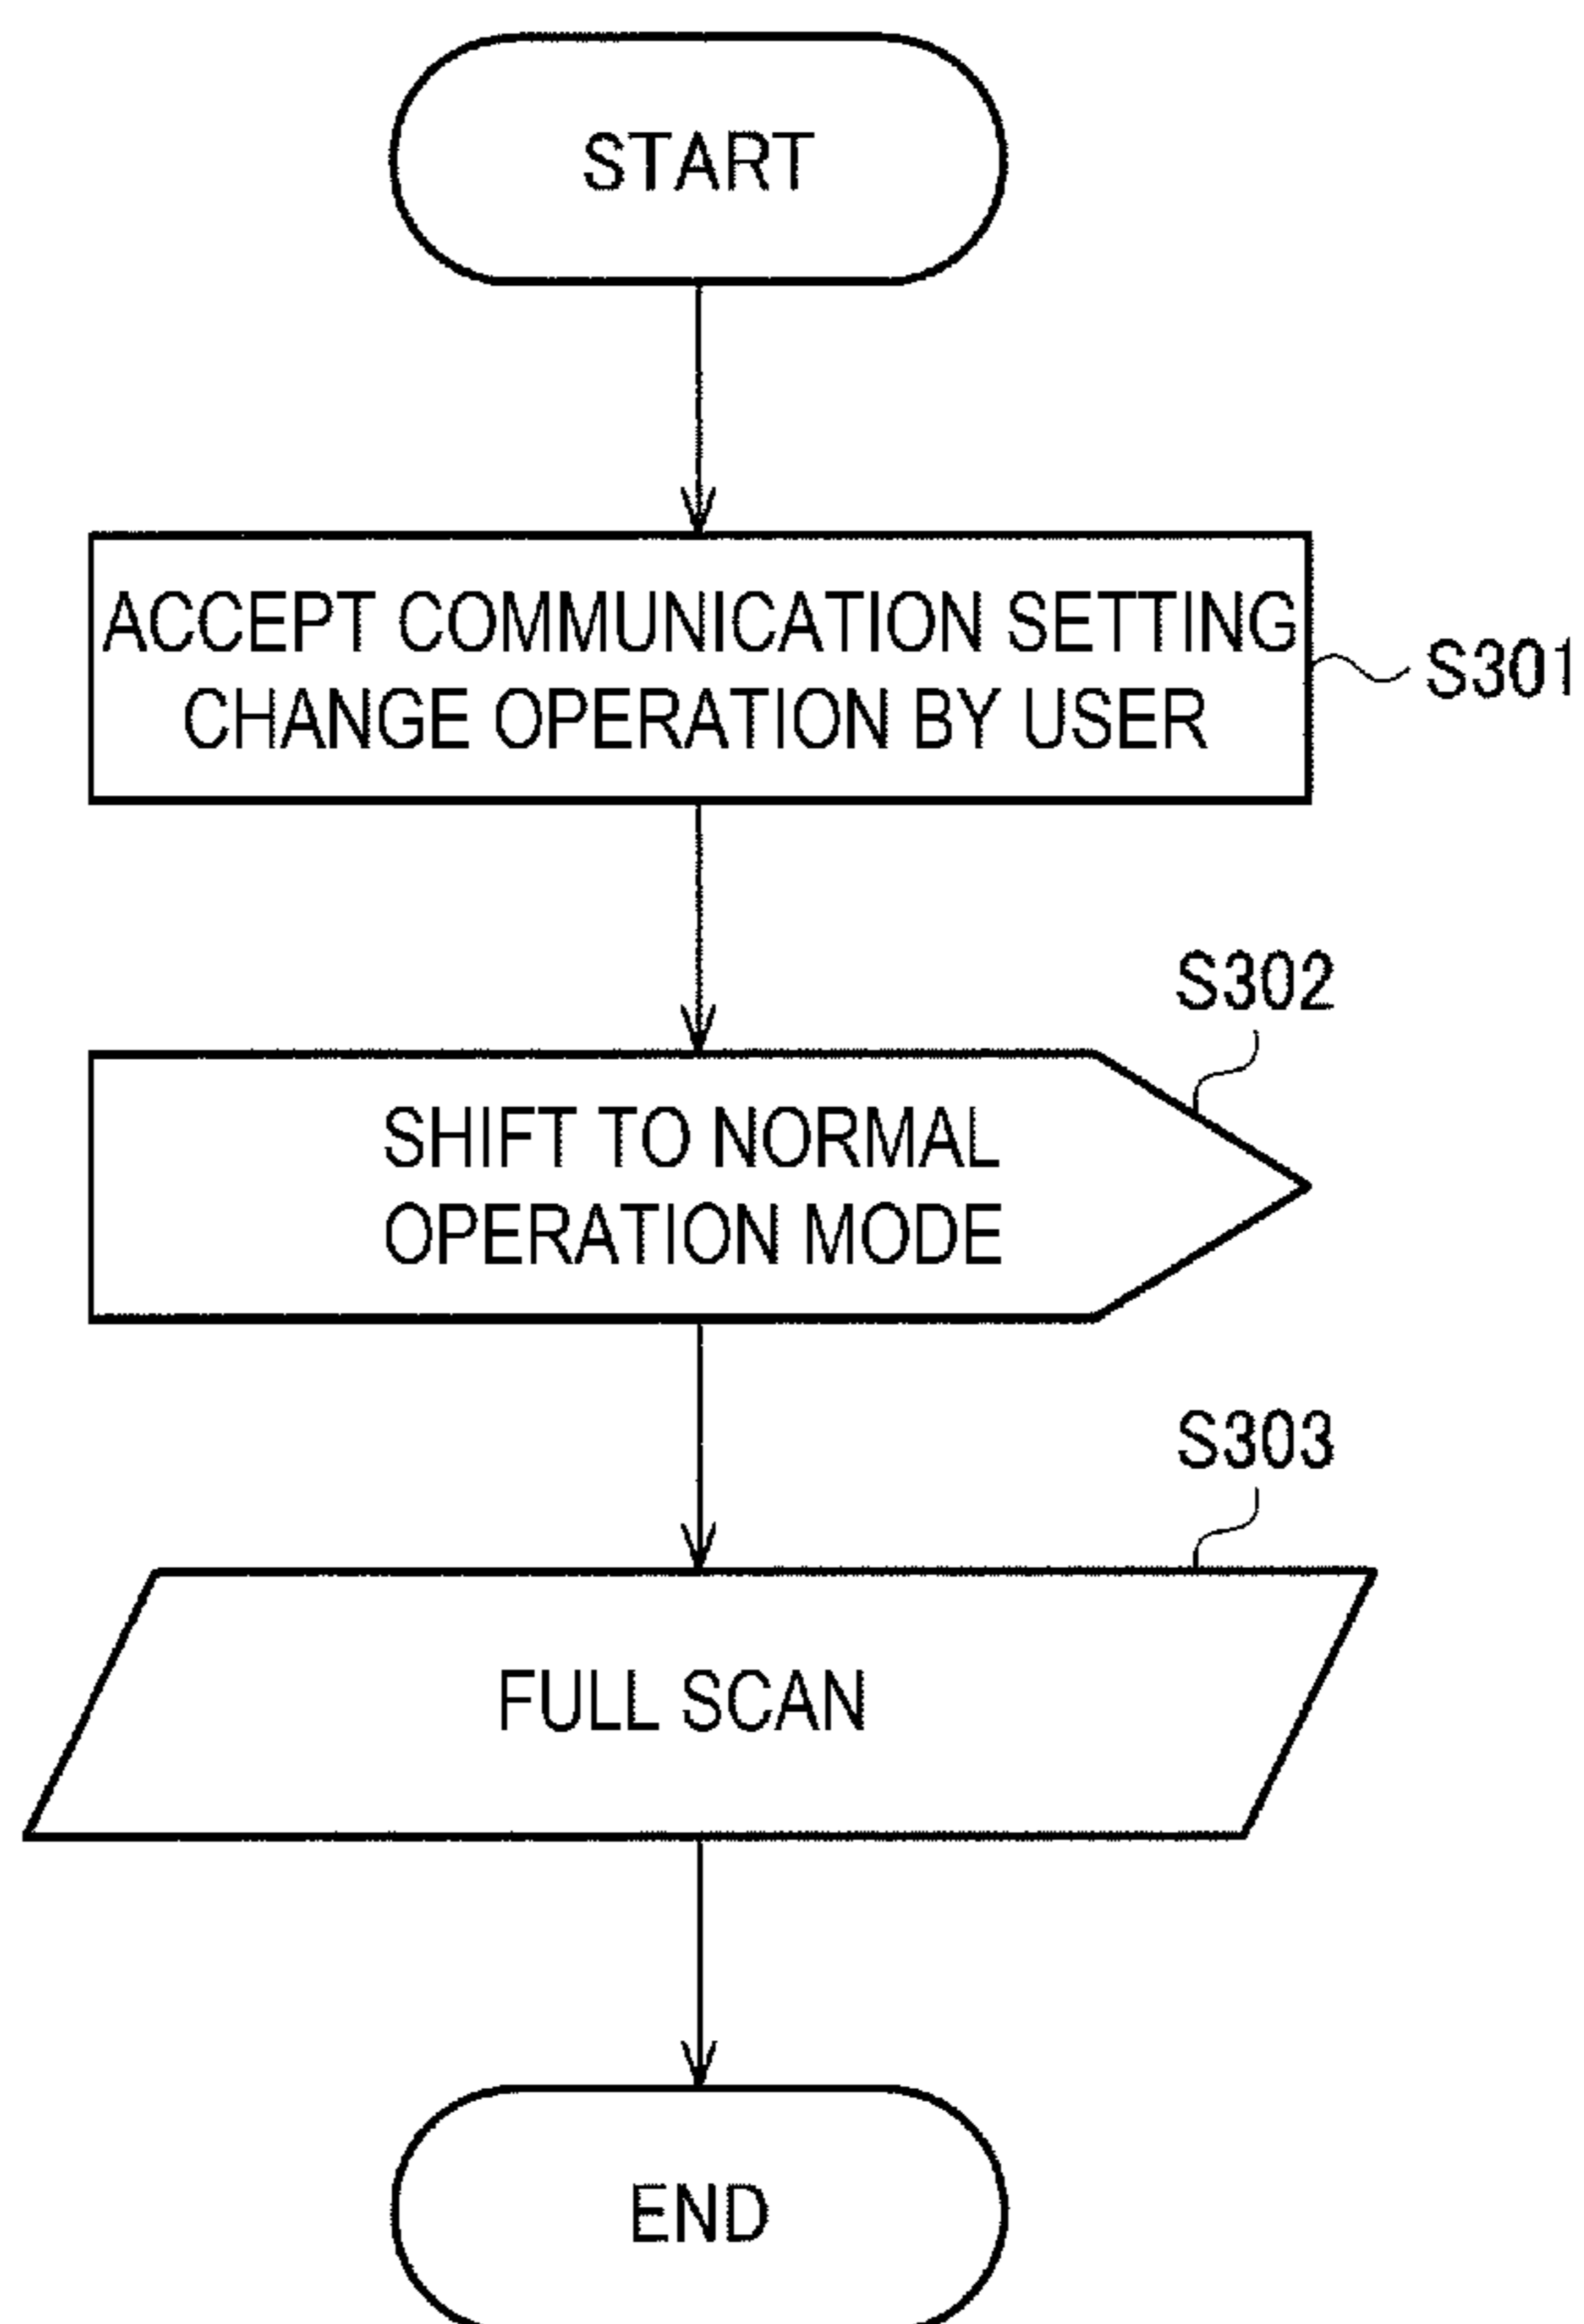 START
ACCEPT COMMUNICATION SETTING
CHANGE OPERATION BY USER
S301
S302
SHIFT TO NORMAL
OPERATION MODE
S303
FULL SCAN
END